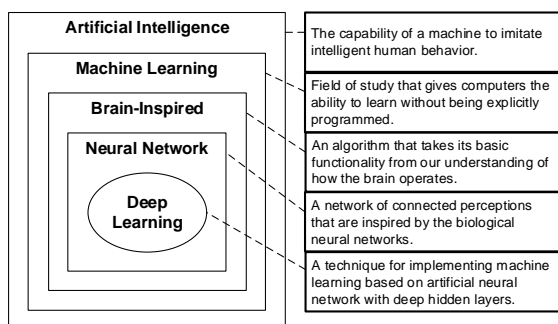 Artificial Intelligence
Machine Learning
Brain-Inspired
Neural Network
Deep
Learning
The capability of a machine to imitate
intelligent human behavior.
Field of study that gives computers the
ability to learn without being explicitly
programmed.
An algorithm that takes its basic
functionality from our understanding of
how the brain operates.
A network of connected perceptions
that are inspired by the biological
neural networks.
A technique for implementing machine
learning based on artificial neural
network with deep hidden layers.